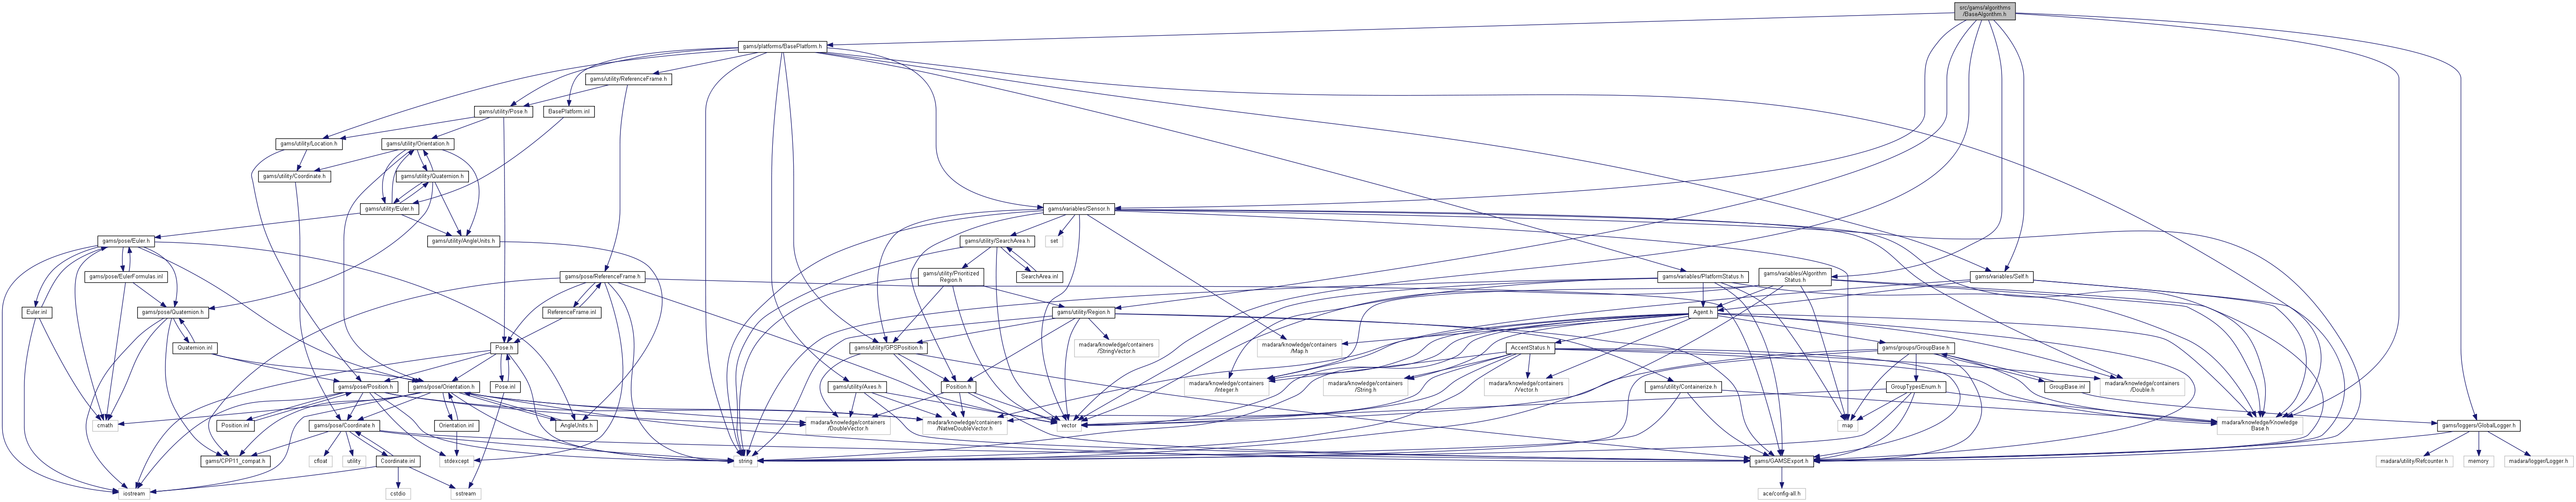 src/gams/algorithms
/BaseAlgorithm.h
gams/platforms/BasePlatform.h
gams/utility/ReferenceFrame.h
gams/utility/Pose.h
BasePlatform.inl
gams/utility/Location.h
gams/utility/Orientation.h
gams/utility/Coordinate.h
gams/utility/Quaternion.h
gams/utility/Euler.h
gams/variables/Sensor.h
gams/pose/Euler.h
gams/utility/AngleUnits.h
gams/utility/SearchArea.h
set
gams/pose/EulerFormulas.inl
gams/pose/ReferenceFrame.h
gams/utility/Prioritized
Region.h
SearchArea.inl
gams/variables/PlatformStatus.h
gams/variables/Algorithm
Status.h
gams/variables/Self.h
Euler.inl
gams/pose/Quaternion.h
ReferenceFrame.inl
gams/utility/Region.h
Agent.h
Quaternion.inl
Pose.h
gams/utility/GPSPosition.h
madara/knowledge/containers
/StringVector.h
madara/knowledge/containers
/Map.h
AccentStatus.h
gams/groups/GroupBase.h
gams/pose/Position.h
gams/pose/Orientation.h
Pose.inl
gams/utility/Axes.h
Position.h
madara/knowledge/containers
/Integer.h
madara/knowledge/containers
/String.h
madara/knowledge/containers
/Vector.h
gams/utility/Containerize.h
GroupTypesEnum.h
GroupBase.inl
madara/knowledge/containers
/Double.h
cmath
Position.inl
gams/pose/Coordinate.h
Orientation.inl
AngleUnits.h
madara/knowledge/containers
/DoubleVector.h
madara/knowledge/containers
/NativeDoubleVector.h
vector
map
madara/knowledge/Knowledge
Base.h
gams/loggers/GlobalLogger.h
gams/CPP11_compat.h
cfloat
utility
Coordinate.inl
stdexcept
string
gams/GAMSExport.h
madara/utility/Refcounter.h
memory
madara/logger/Logger.h
iostream
cstdio
sstream
ace/config-all.h